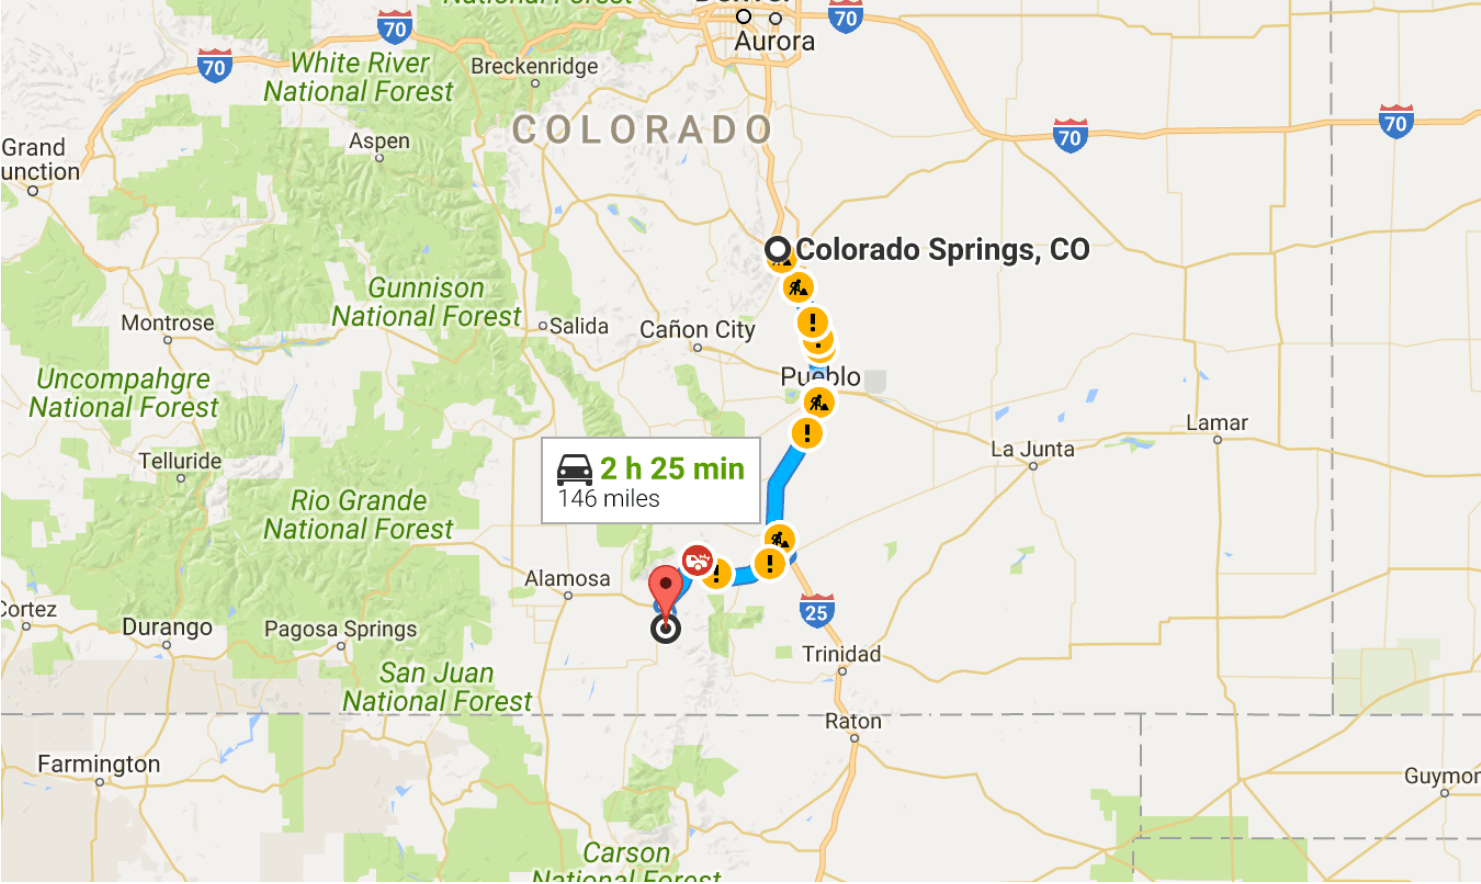 National Forest
70
70
Aurora
70
White River
National Forest
Breckenridge
COLORADO
70
70
Aspen
Grand
unction
Colorado Springs, CO
Gunnison
National Forest
Montrose
Salida
Cañon City
Pueblo
Uncompahgre
National Forest
Lamar
La Junta
Telluride
2 h 25 min
146 miles
Rio Grande
National Forest
Alamosa
25
Cortez
Durango
Pagosa Springs
Trinidad
San Juan
National Forest
Raton
Farmington
Guymon
Carson
National Forest